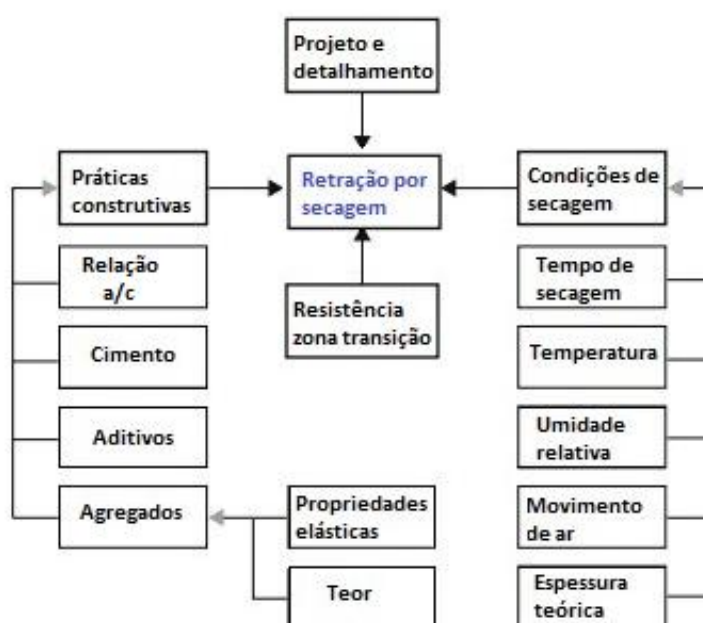 Projeto e
detalhamento
Práticas
construtivas
Retração por
secagem
Condições de
secagem
Relação
a/c
Resistência
zona transição
Tempo de
secagem
Cimento
Temperatura
Aditivos
Umidade
relativa
Agregados
Propriedades
elásticas
Movimento
de ar
Teor
Espessura
teórica